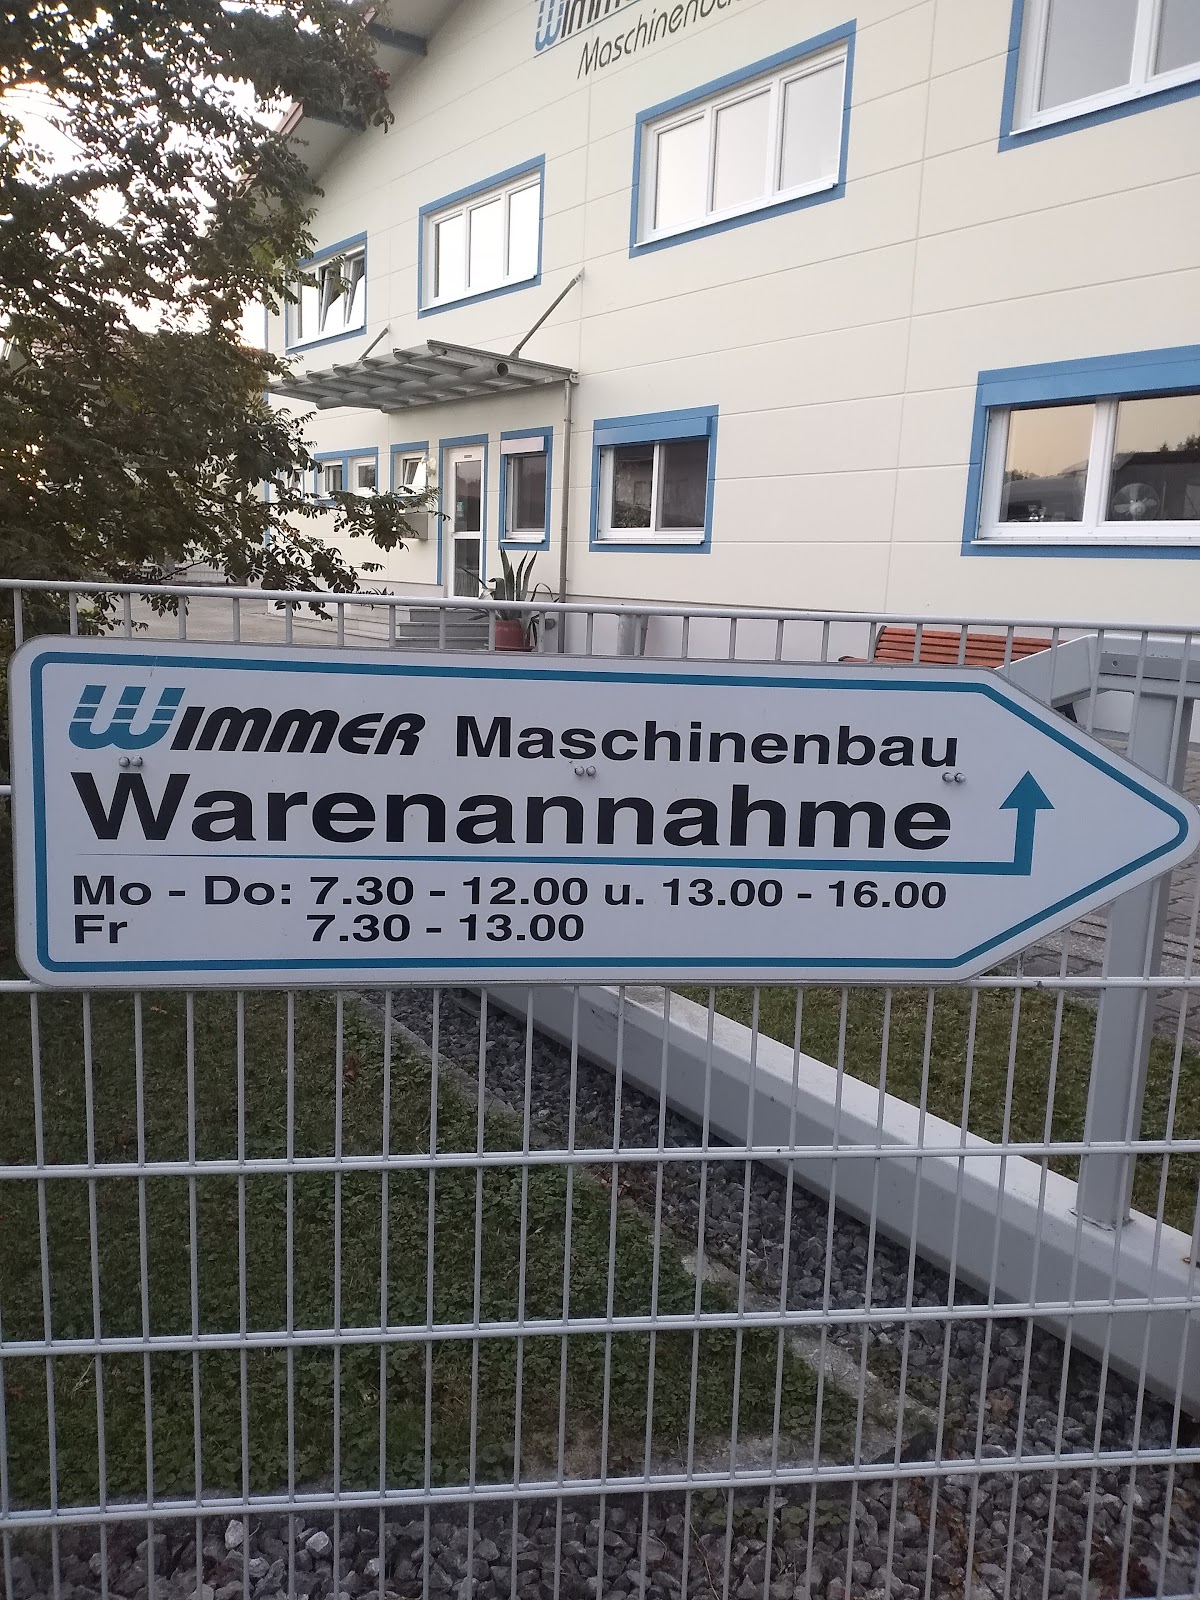 Wimmer
Maschinenbau
WIMMER Maschinenbau
Warenannahme
Mo - Do: 7.30 - 12.00 u. 13.00 - 16.00
Fr 7.30 - 13.00